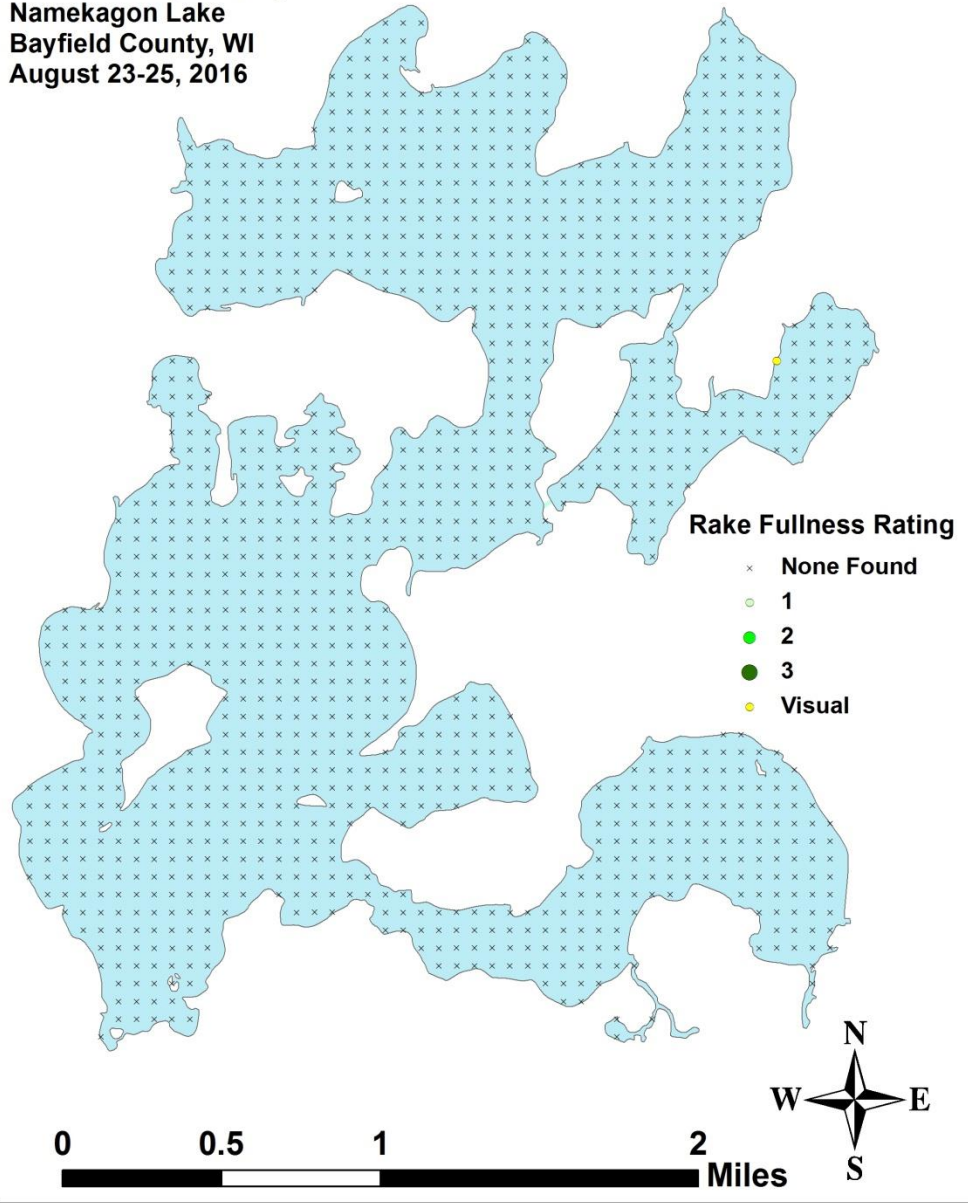 Namekagon Lake
Bayfield County, WI
August 23-25, 2016
Rake Fullness Rating
None Found
1
2
3
Visual
N
W E
S
0 0.5 1 2
Miles